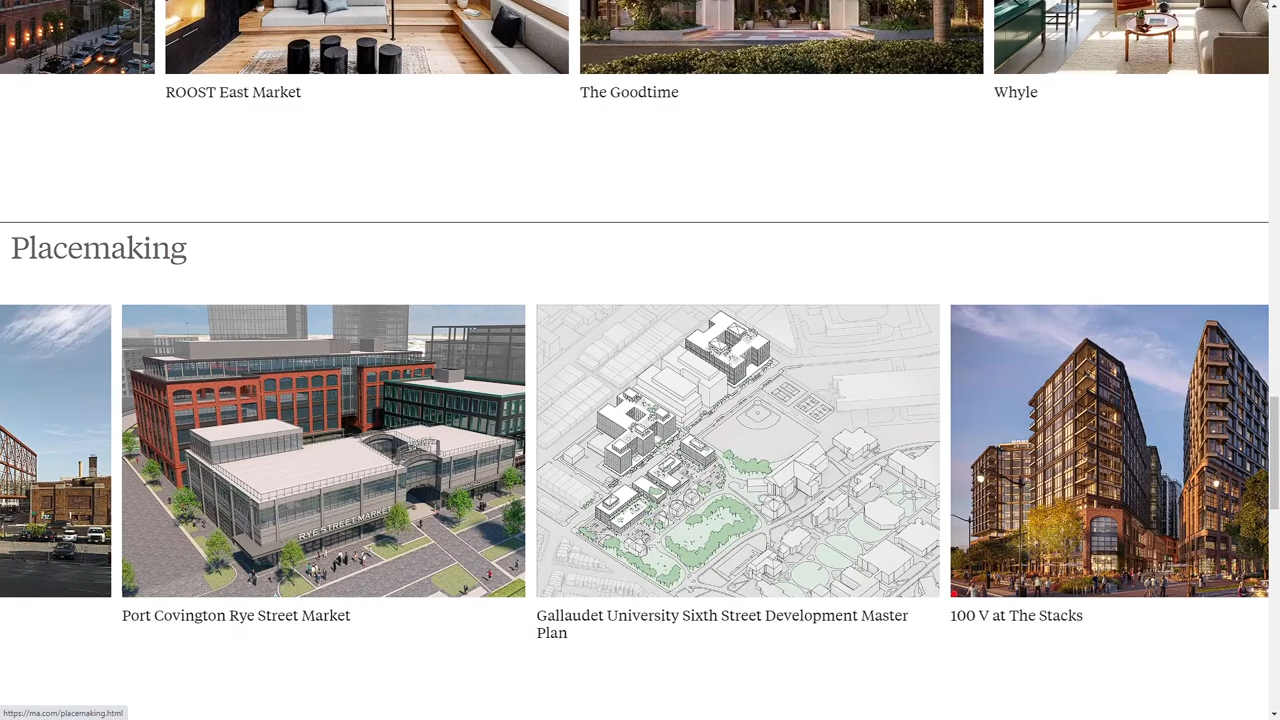 ROOST East Market
The Goodtime
Whyle
Placemaking
RYE STREET MARKET
Port Covington Rye Street Market
Gallaudet University Sixth Street Development Master
Plan
100 V at The Stacks
https://ma.com/placemaking.html